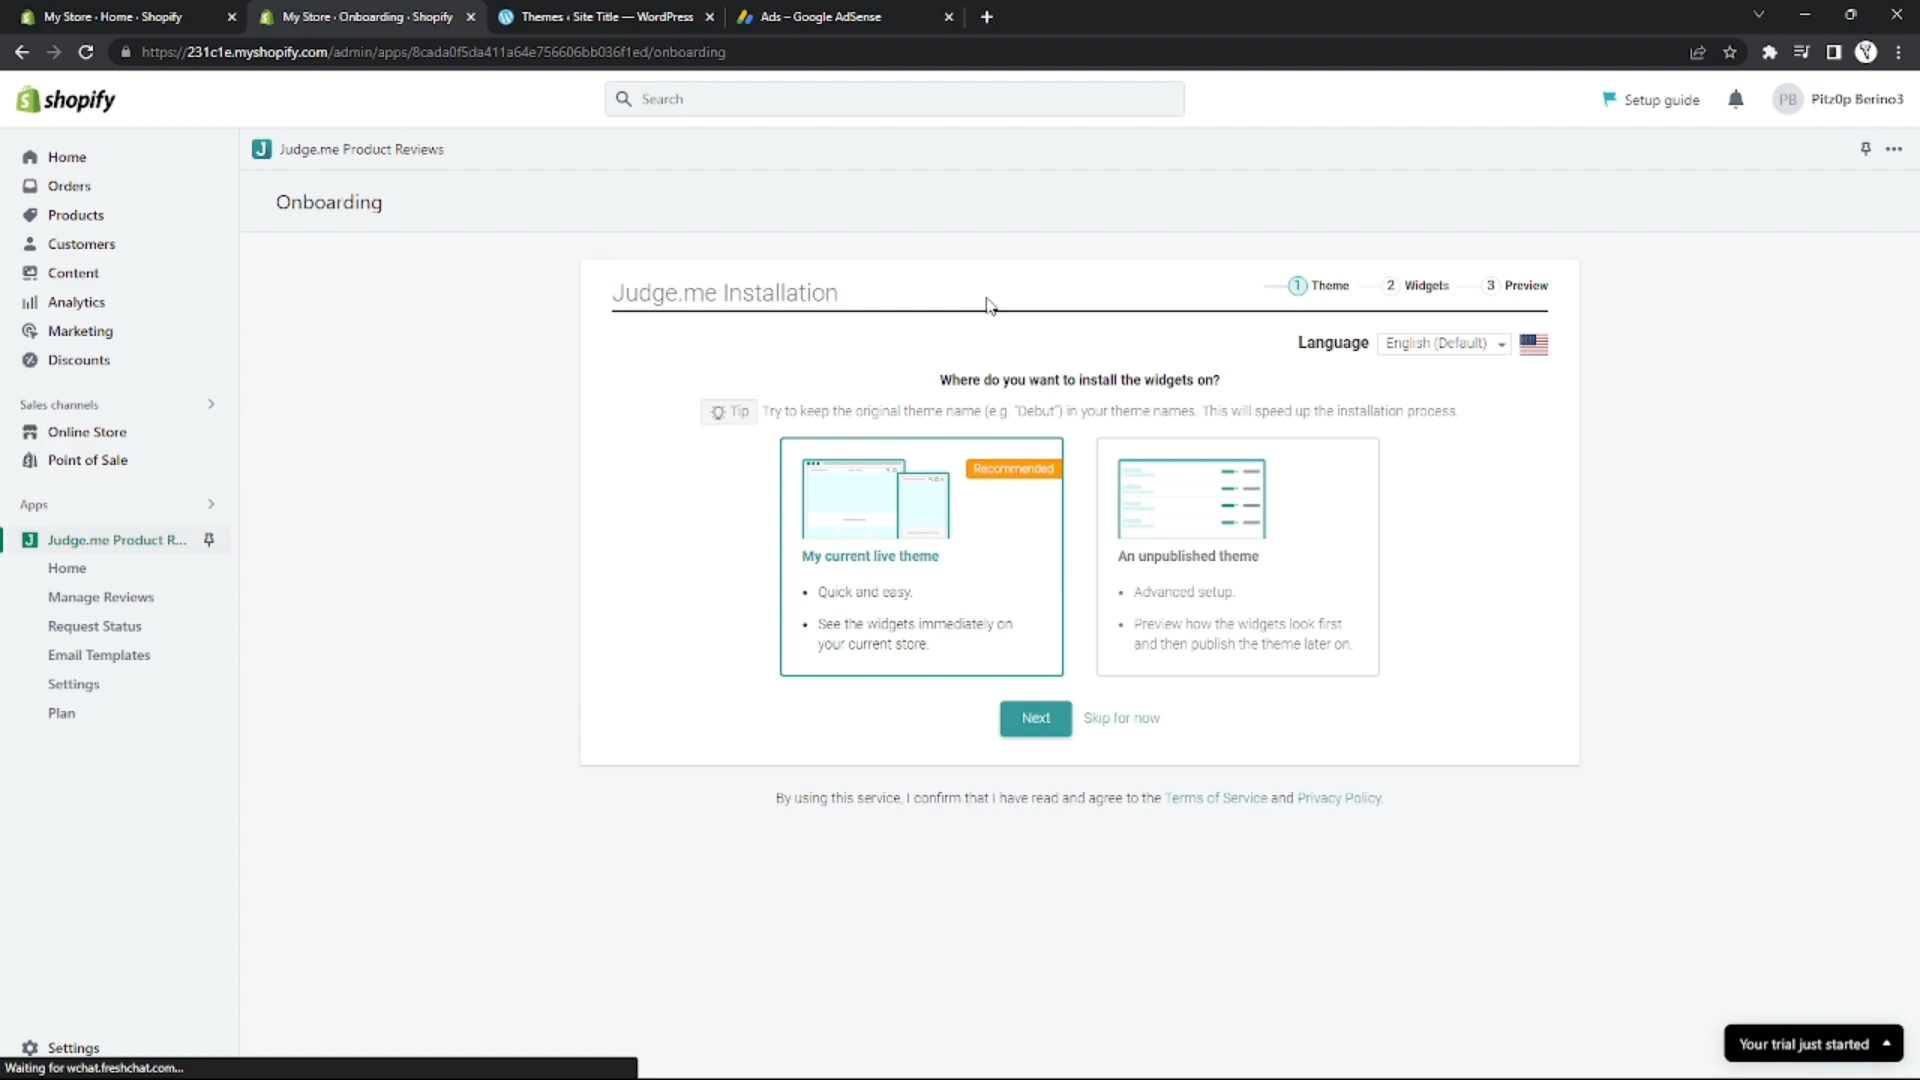 My Store · Home · Shopify
My Store · Onboarding · Shopify
Themes ‹ Site Title — WordPress
Ads – Google AdSense
https://231c1e.myshopify.com/admin/apps/8cada0f5da411a64e756606bb036f1ed/onboarding
shopify
Search
Setup guide
PB
Pitz0p Berino3
Home
Orders
Products
Customers
Content
Analytics
Marketing
Discounts
Sales channels
Online Store
Point of Sale
Apps
J
Judge.me Product R...
Home
Manage Reviews
Request Status
Email Templates
Settings
Plan
Settings
Waiting for wchat.freshchat.com...
J
Judge.me Product Reviews
Onboarding
Judge.me Installation
1 Theme
2 Widgets
3 Preview
Language
English (Default)
Where do you want to install the widgets on?
Tip
Try to keep the original theme name (e.g. "Debut") in your theme names. This will speed up the installation process.
Recommended
My current live theme
• Quick and easy.
• See the widgets immediately on
your current store.
An unpublished theme
• Advanced setup.
• Preview how the widgets look first
and then publish the theme later on.
Next
Skip for now
By using this service, I confirm that I have read and agree to the Terms of Service and Privacy Policy.
Your trial just started